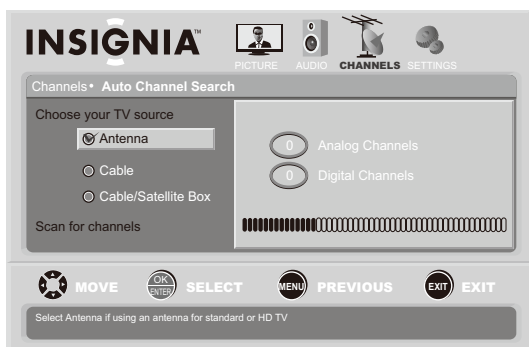 INSIGNIA™
PICTURE AUDIO CHANNELS SETTINGS
Channels• Auto Channel Search
Choose your TV source
Antenna
Cable
Cable/Satellite Box
Scan for channels
0 Analog Channels
0 Digital Channels
MOVE OK ENTER SELECT MENU PREVIOUS EXIT EXIT
Select Antenna if using an antenna for standard or HD TV